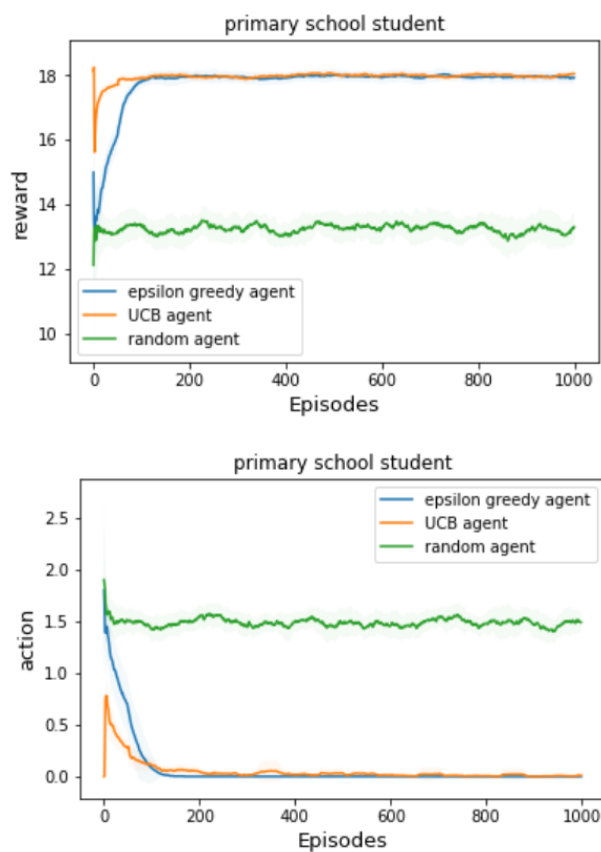 primary school student
18
16
14
12
10
reward
epsilon greedy agent
UCB agent
random agent
0 200 400 600 800 1000
Episodes
primary school student
2.5
2.0
1.5
1.0
0.5
0.0
action
epsilon greedy agent
UCB agent
random agent
0 200 400 600 800 1000
Episodes